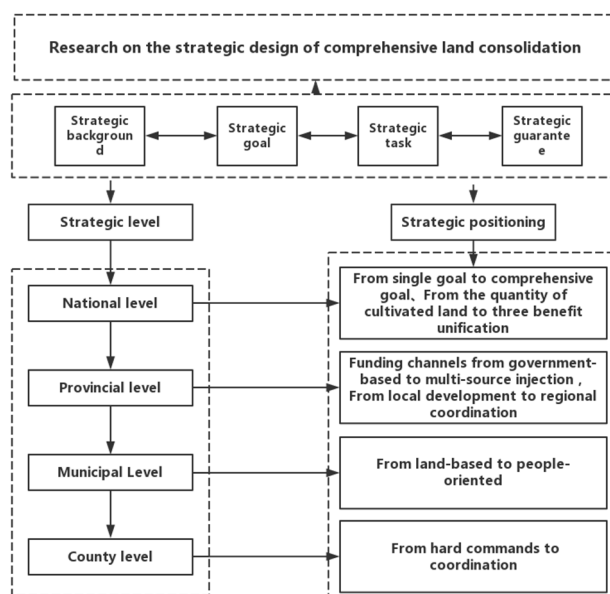 Research on the strategic design of comprehensive land consolidation
Strategic
backgroun
d
Strategic
goal
Strategic
task
Strategic
guarante
e
Strategic level
Strategic positioning
National level
From single goal to comprehensive
goal、From the quantity of
cultivated land to three benefit
unification
Provincial level
Funding channels from government-
based to multi-source injection ,
From local development to regional
coordination
Municipal Level
From land-based to people-
oriented
County level
From hard commands to
coordination